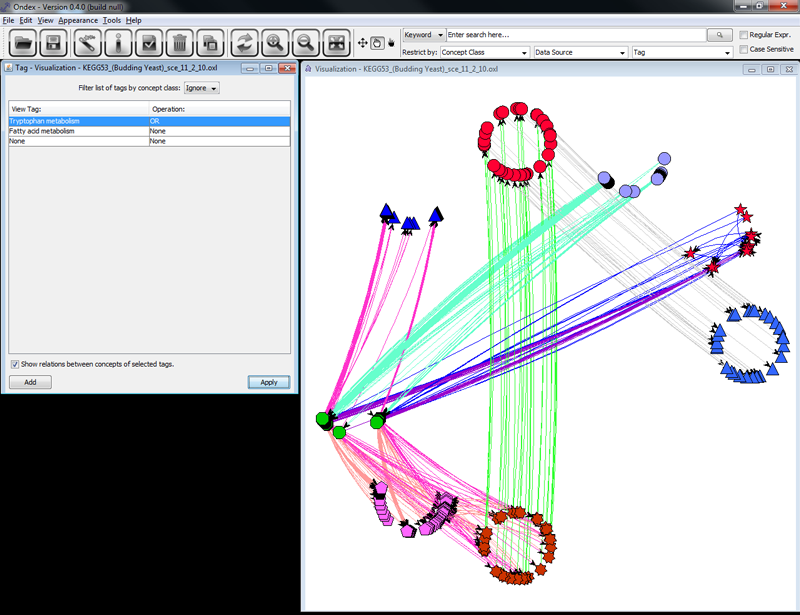 Ondex - Version 0.4.0 (build null)
File Edit View Appearance Tools Help
Keyword Enter search here... Regular Expr.
Restrict by: Concept Class Data Source Tag Case Sensitive
Tag - Visualization - KEGG53_(Budding Yeast)_sce_11_2_10.oxl
Filter list of tags by concept class: Ignore
View Tag: Operation:
Tryptophan metabolism OR
Fatty acid metabolism None
None None
Show relations between concepts of selected tags.
Add Apply
Visualization - KEGG53_(Budding Yeast)_sce_11_2_10.oxl